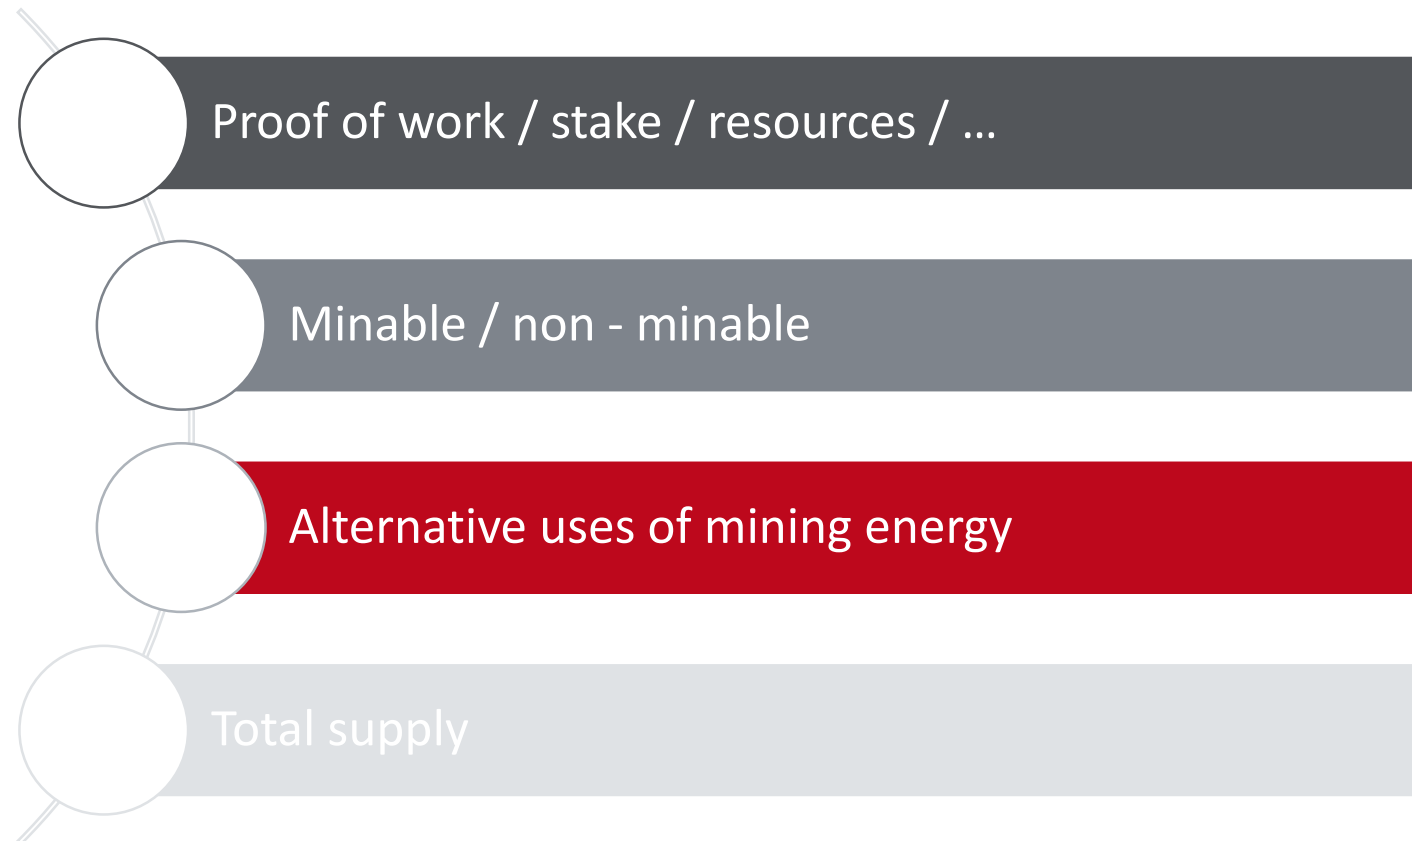 Proof of work / stake / resources / …
Minable / non - minable
Alternative uses of mining energy
Total supply